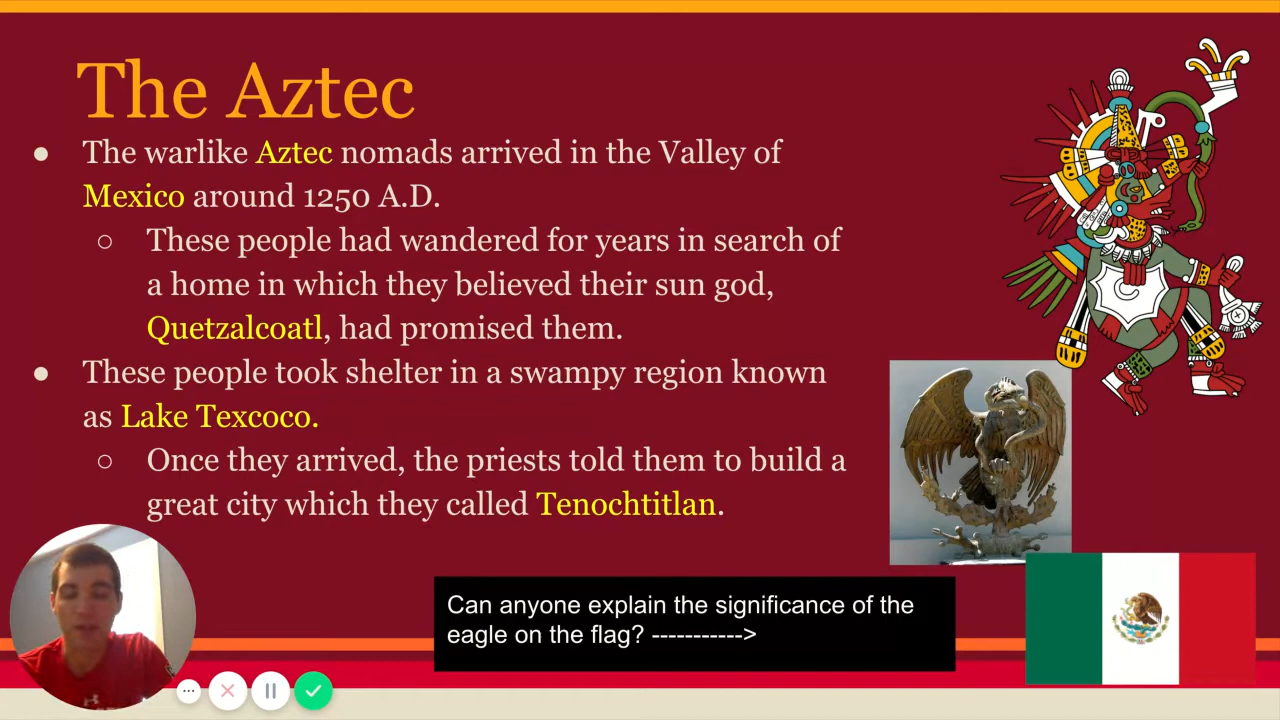 The Aztec
● The warlike Aztec nomads arrived in the Valley of
Mexico around 1250 A.D.
○ These people had wandered for years in search of
a home in which they believed their sun god,
Quetzalcoatl, had promised them.
● These people took shelter in a swampy region known
as Lake Texcoco.
○ Once they arrived, the priests told them to build a
great city which they called Tenochtitlan.
Can anyone explain the significance of the
eagle on the flag? ----------->